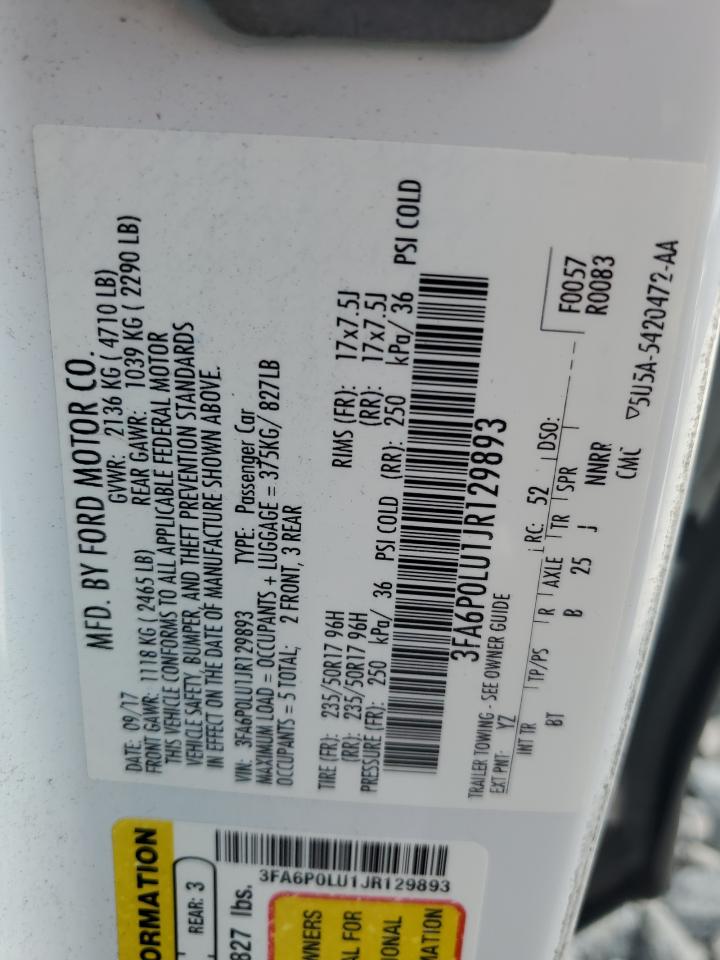 MFD. BY FORD MOTOR CO.
DATE: 09/17 GVWR: 2136 KG ( 4710 LB)
FRONT GAWR: 1118 KG ( 2465 LB) REAR GAWR: 1039 KG ( 2290 LB)
THIS VEHICLE CONFORMS TO ALL APPLICABLE FEDERAL MOTOR
VEHICLE SAFETY, BUMPER, AND THEFT PREVENTION STANDARDS
IN EFFECT ON THE DATE OF MANUFACTURE SHOWN ABOVE.
VIN: 3FA6P0LU1JR129893 TYPE: Passenger Car
MAXIMUM LOAD = OCCUPANTS + LUGGAGE = 375KG/ 827LB
OCCUPANTS = 5 TOTAL; 2 FRONT, 3 REAR
TIRE (FR): 235/50R17 96H RIMS (FR): 17x7.5J
(RR): 235/50R17 96H (RR): 17x7.5J
PRESSURE (FR): 250 kPa/ 36 PSI COLD (RR): 250 kPa/ 36 PSI COLD
3FA6P0LU1JR129893
TRAILER TOWING - SEE OWNER GUIDE
EXT PNT: YZ RC: 52 DSO:
F0057
R0083
INT TR TP/PS R AXLE TR SPR
BT B 25 J NNRR
CMC ▽5U5A-5420472-AA
ORMATION
REAR: 3
827 lbs.
3FA6P0LU1JR129893
WNERS
AL FOR
IONAL
MATION